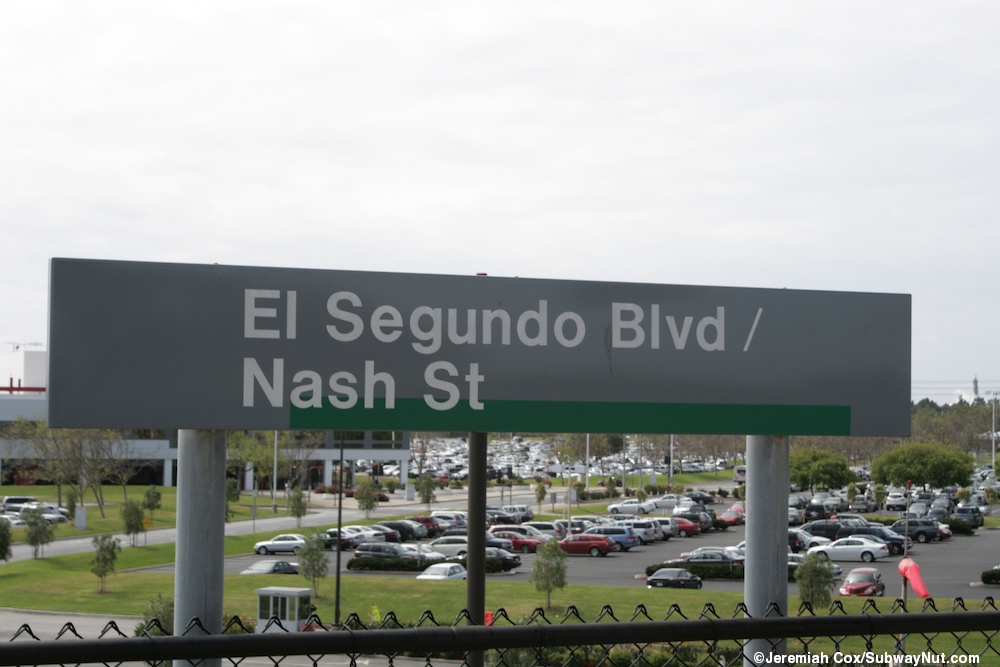 El Segundo Blvd /
Nash St
©Jeremiah Cox/SubwayNut.com